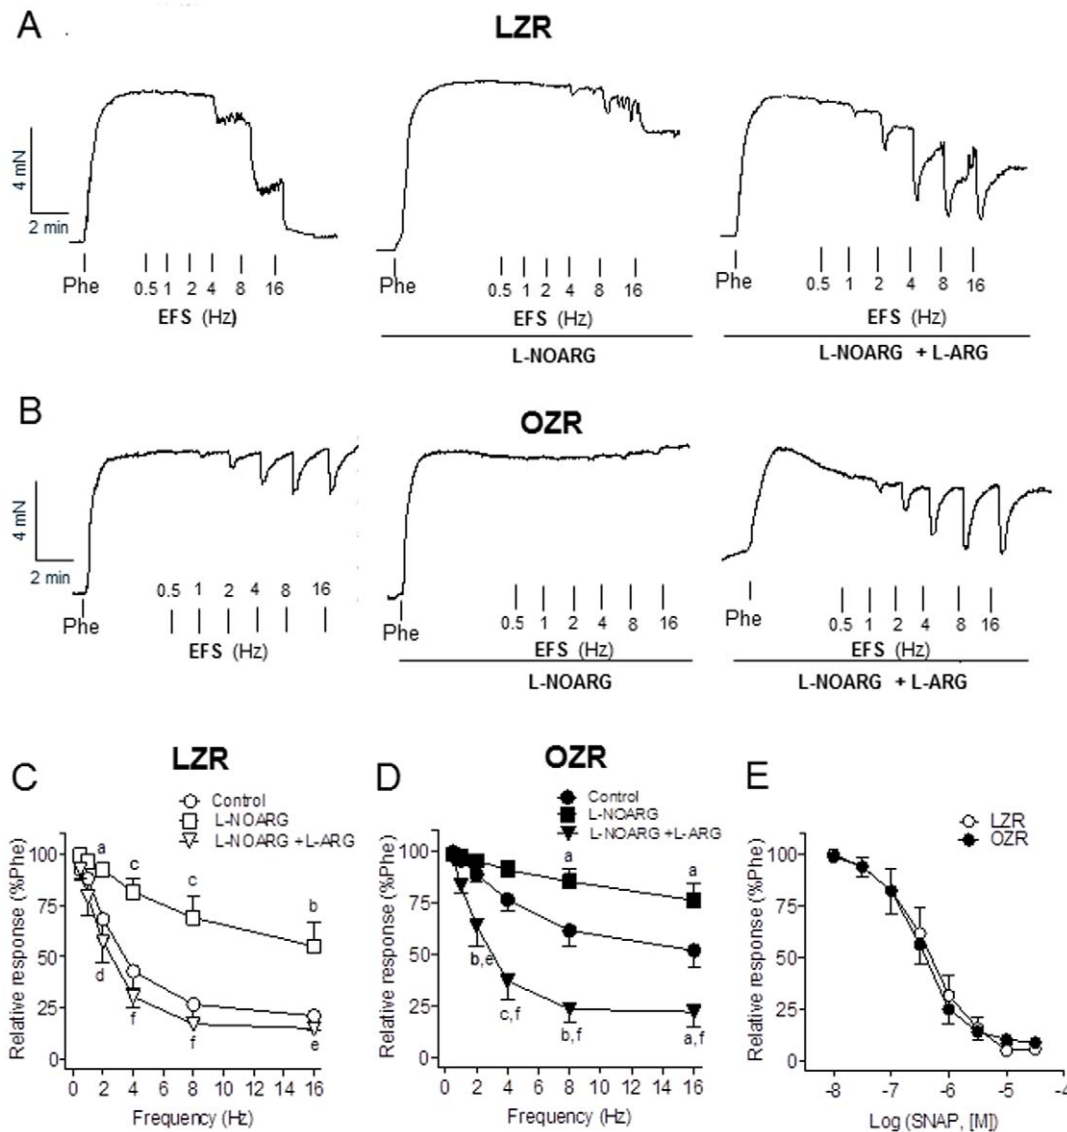 A
LZR
4 mN
2 min
Phe
0.5 1 2 4 8 16
EFS (Hz)
Phe
0.5 1 2 4 8 16
EFS (Hz)
L-NOARG
Phe
0.5 1 2 4 8 16
EFS (Hz)
L-NOARG + L-ARG
B
OZR
4 mN
2 min
0.5 1 2 4 8 16
Phe
EFS (Hz)
Phe
0.5 1 2 4 8 16
EFS (Hz)
L-NOARG
Phe
0.5 1 2 4 8 16
EFS (Hz)
L-NOARG + L-ARG
C
LZR
Control
L-NOARG
L-NOARG +L-ARG
Relative response (%Phe)
100
75
50
25
0
a
c
c
b
d
f
f
e
0 2 4 6 8 10 12 14 16
Frequency (Hz)
D
OZR
Control
L-NOARG
L-NOARG +L-ARG
Relative response (%Phe)
100
75
50
25
0
a
a
b,e
c,f
b,f
a,f
0 2 4 6 8 10 12 14 16
Frequency (Hz)
E
LZR
OZR
Relative response (%Phe)
100
75
50
25
0
-8 -7 -6 -5 -4
Log (SNAP, [M])